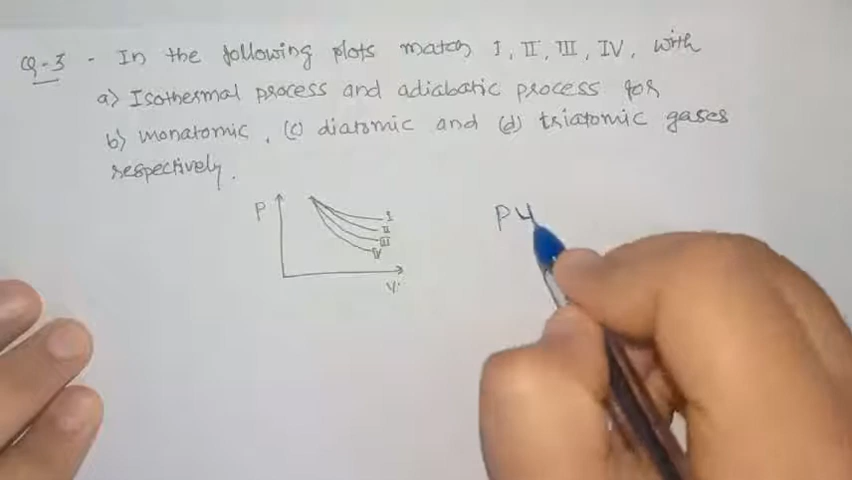 Q-3 - In the following plots match I, II, III, IV, with
a) Isothermal process and adiabatic process for
b) monatomic, (c) diatomic and (d) triatomic gases
respectively.
P
I
II
III
IV
V
P